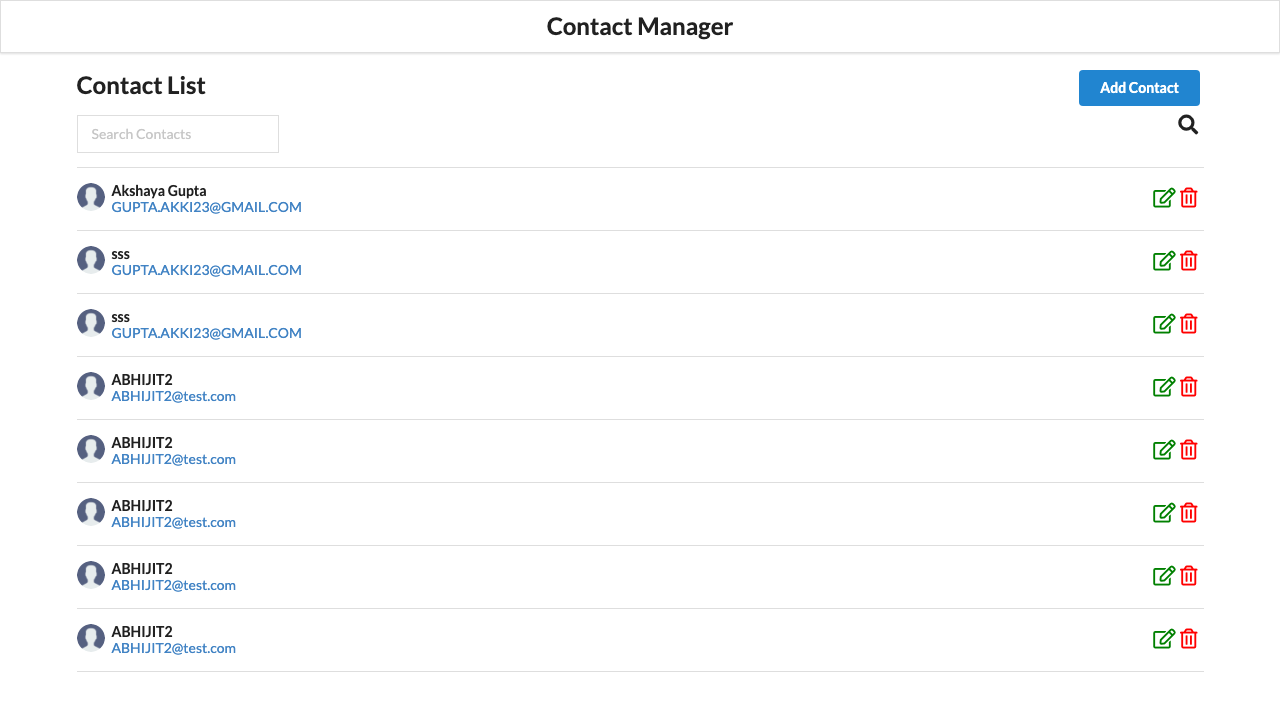 Contact Manager
Contact List
Add Contact
Search Contacts
Akshaya Gupta
GUPTA.AKKI23@GMAIL.COM
sss
GUPTA.AKKI23@GMAIL.COM
sss
GUPTA.AKKI23@GMAIL.COM
ABHIJIT2
ABHIJIT2@test.com
ABHIJIT2
ABHIJIT2@test.com
ABHIJIT2
ABHIJIT2@test.com
ABHIJIT2
ABHIJIT2@test.com
ABHIJIT2
ABHIJIT2@test.com